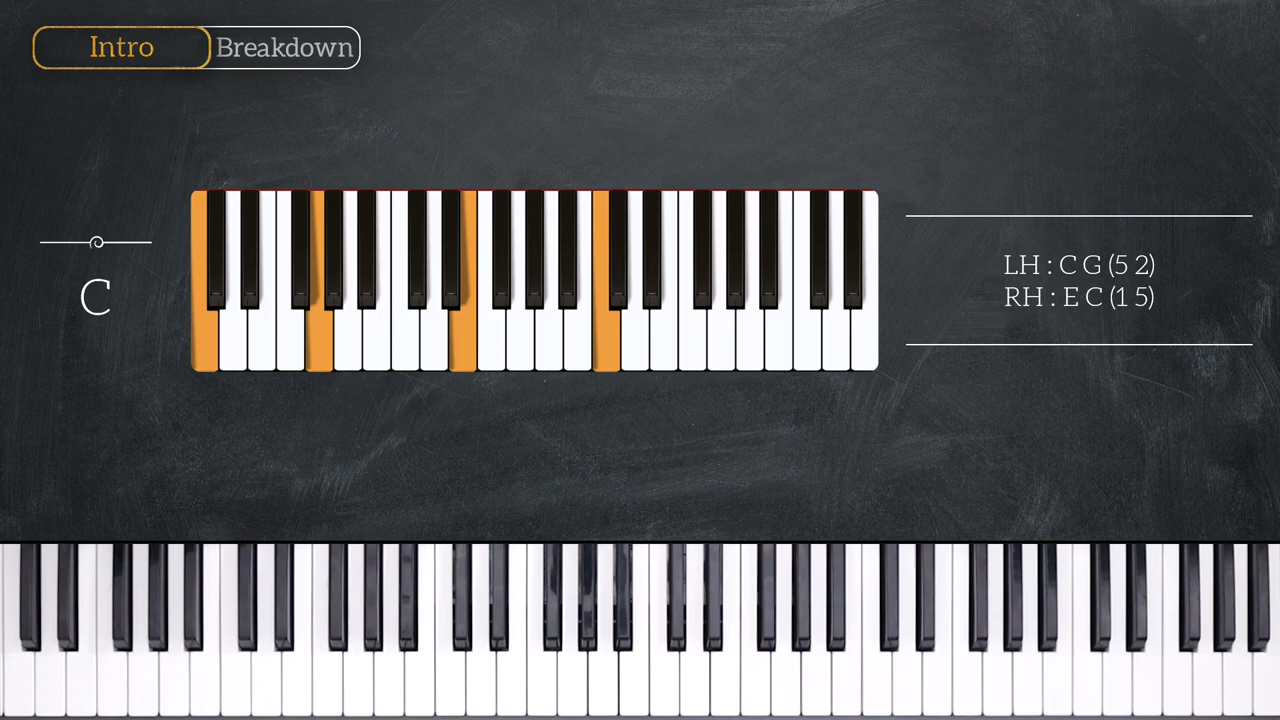 Intro
Breakdown
C
LH : C G (5 2)
RH : E C (1 5)